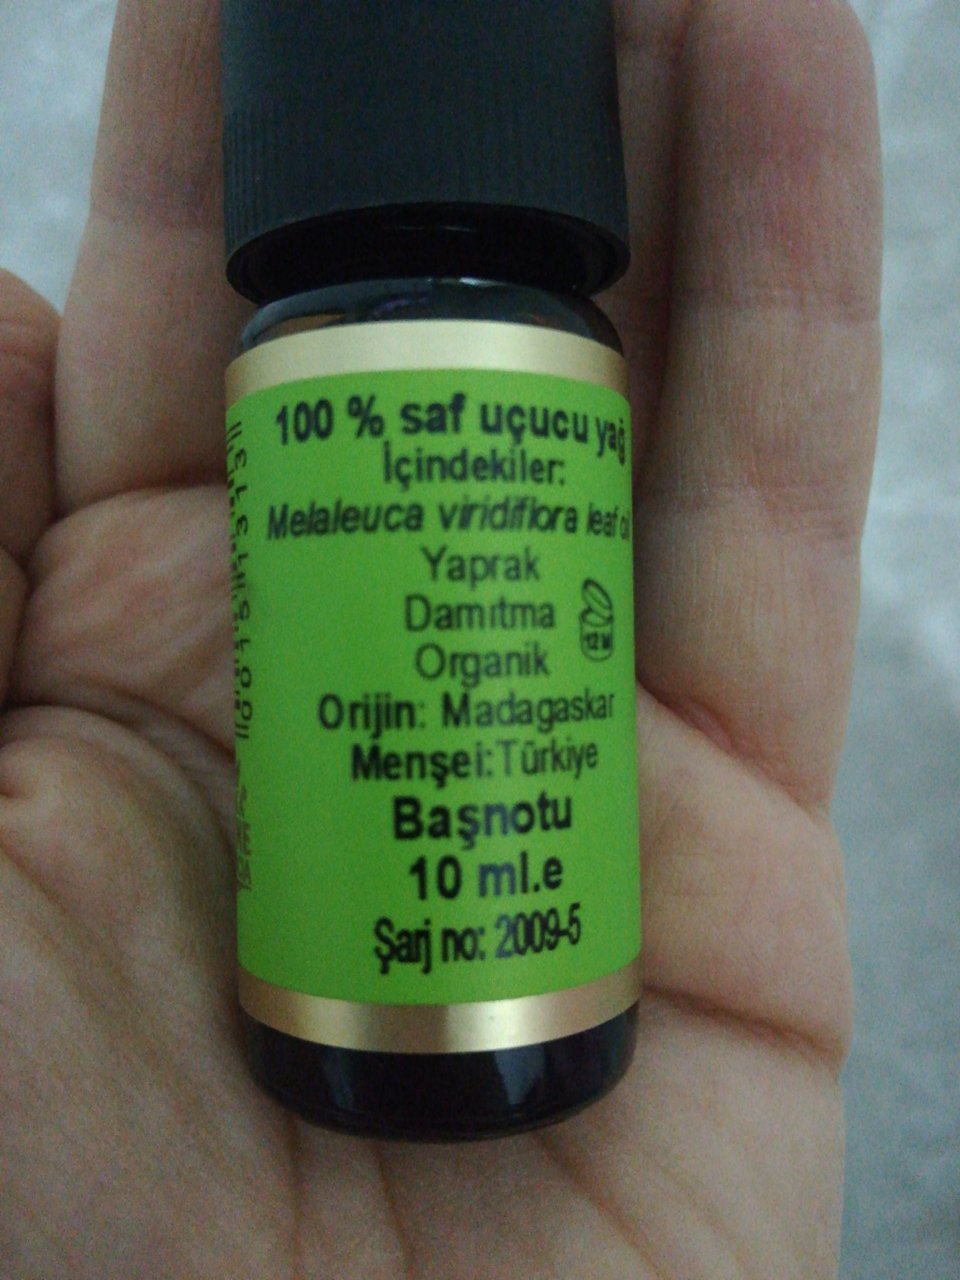 100 % saf uçucu yağ
İçindekiler:
Melaleuca viridiflora leaf oil
Yaprak
Damıtma
12 M
Organik
Orijin: Madagaskar
Menşei:Türkiye
Başnotu
10 ml.e
Şarj no: 2009-5